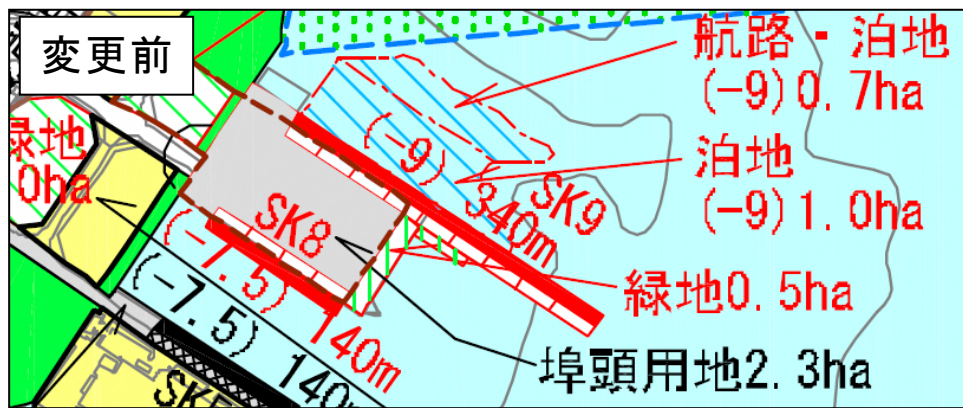 変更前
航路・泊地
(-9)0.7ha
泊地
(-9)1.0ha
緑地0.5ha
埠頭用地2.3ha
緑地
0ha
(-9)
340m
SK9
SK8
(-7.5)
140m
(-7.5)
140m